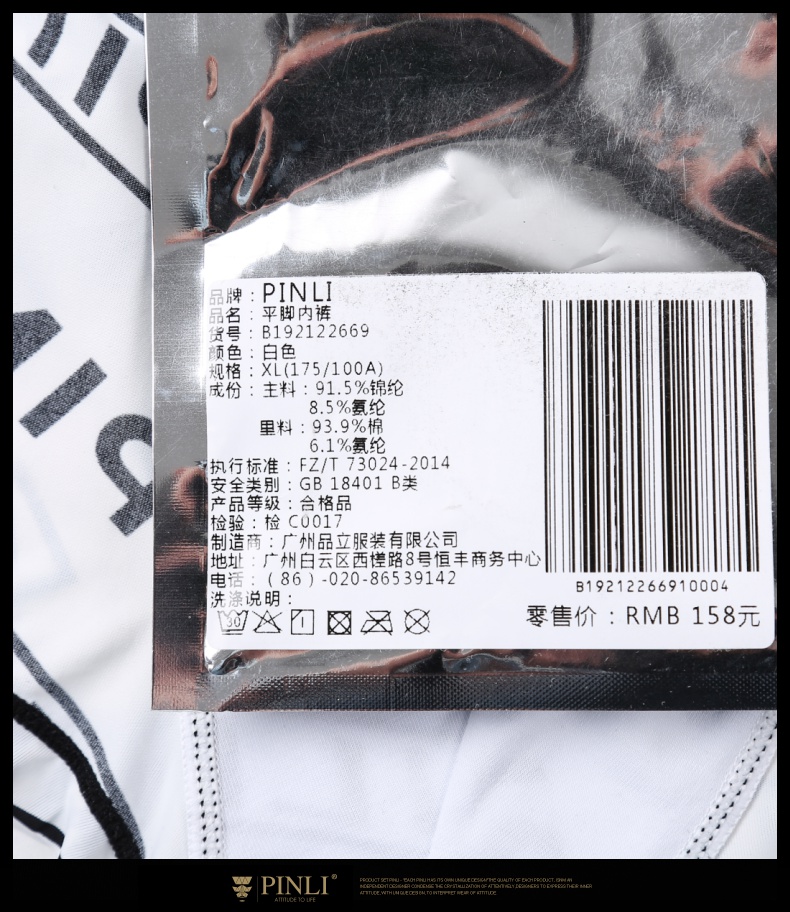 品牌：PINLI
品名：平脚内裤
货号：B192122669
颜色：白色
规格：XL(175/100A)
成份：主料：91.5%锦纶
8.5%氨纶
里料：93.9%棉
6.1%氨纶
执行标准：FZ/T 73024-2014
安全类别：GB 18401 B类
产品等级：合格品
检验：检 C0017
制造商：广州品立服装有限公司
地址：广州白云区西槎路8号恒丰商务中心
电话：(86)-020-86539142
洗涤说明：
30
B19212266910004
零售价：RMB 158元
PINLI®
ATTITUDE TO LIFE